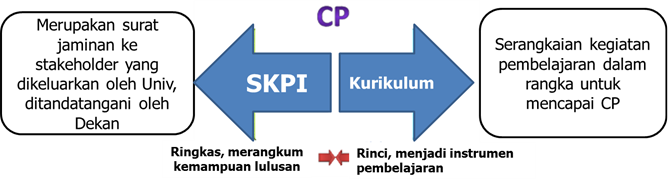 CP
Merupakan surat
jaminan ke
stakeholder yang
dikeluarkan oleh Univ,
ditandatangani oleh
Dekan
SKPI
Kurikulum
Serangkaian kegiatan
pembelajaran dalam
rangka untuk
mencapai CP
Ringkas, merangkum
kemampuan lulusan
Rinci, menjadi instrumen
pembelajaran